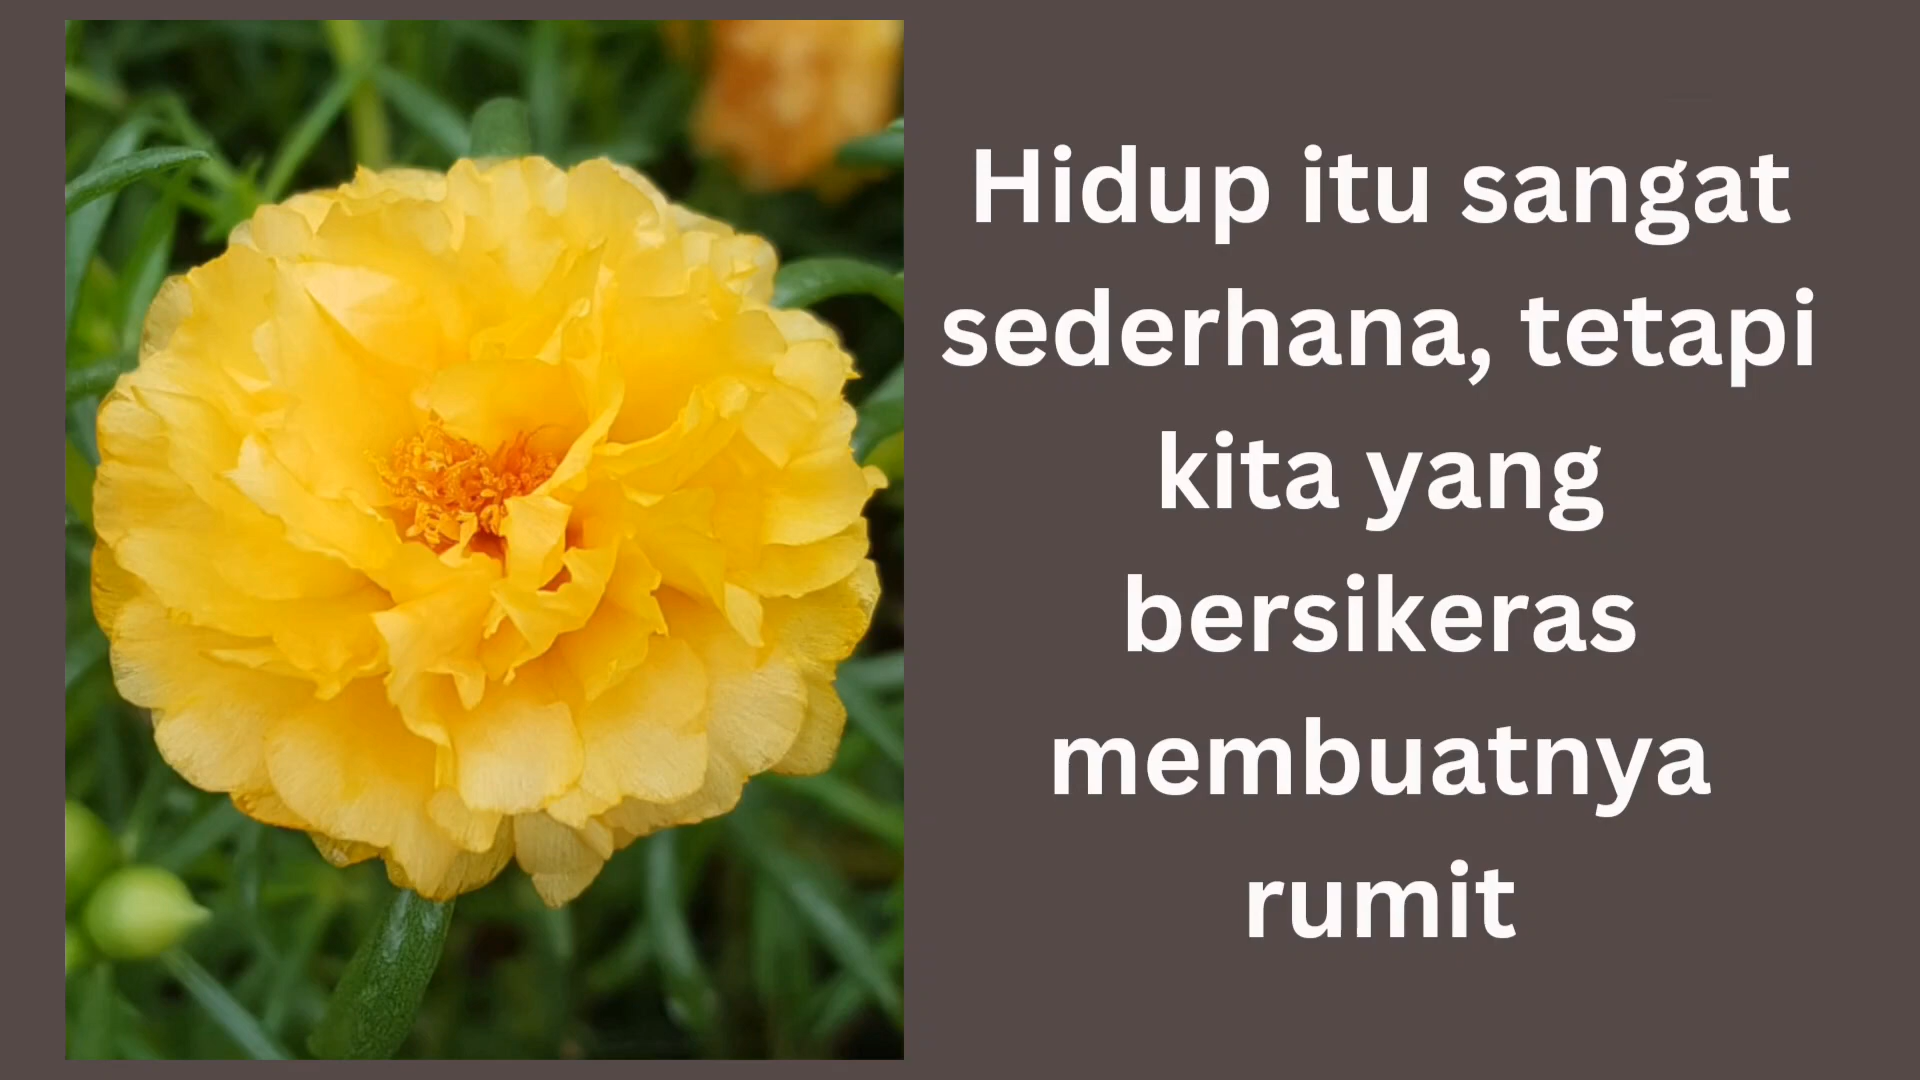 Hidup itu sangat
sederhana, tetapi
kita yang
bersikeras
membuatnya
rumit